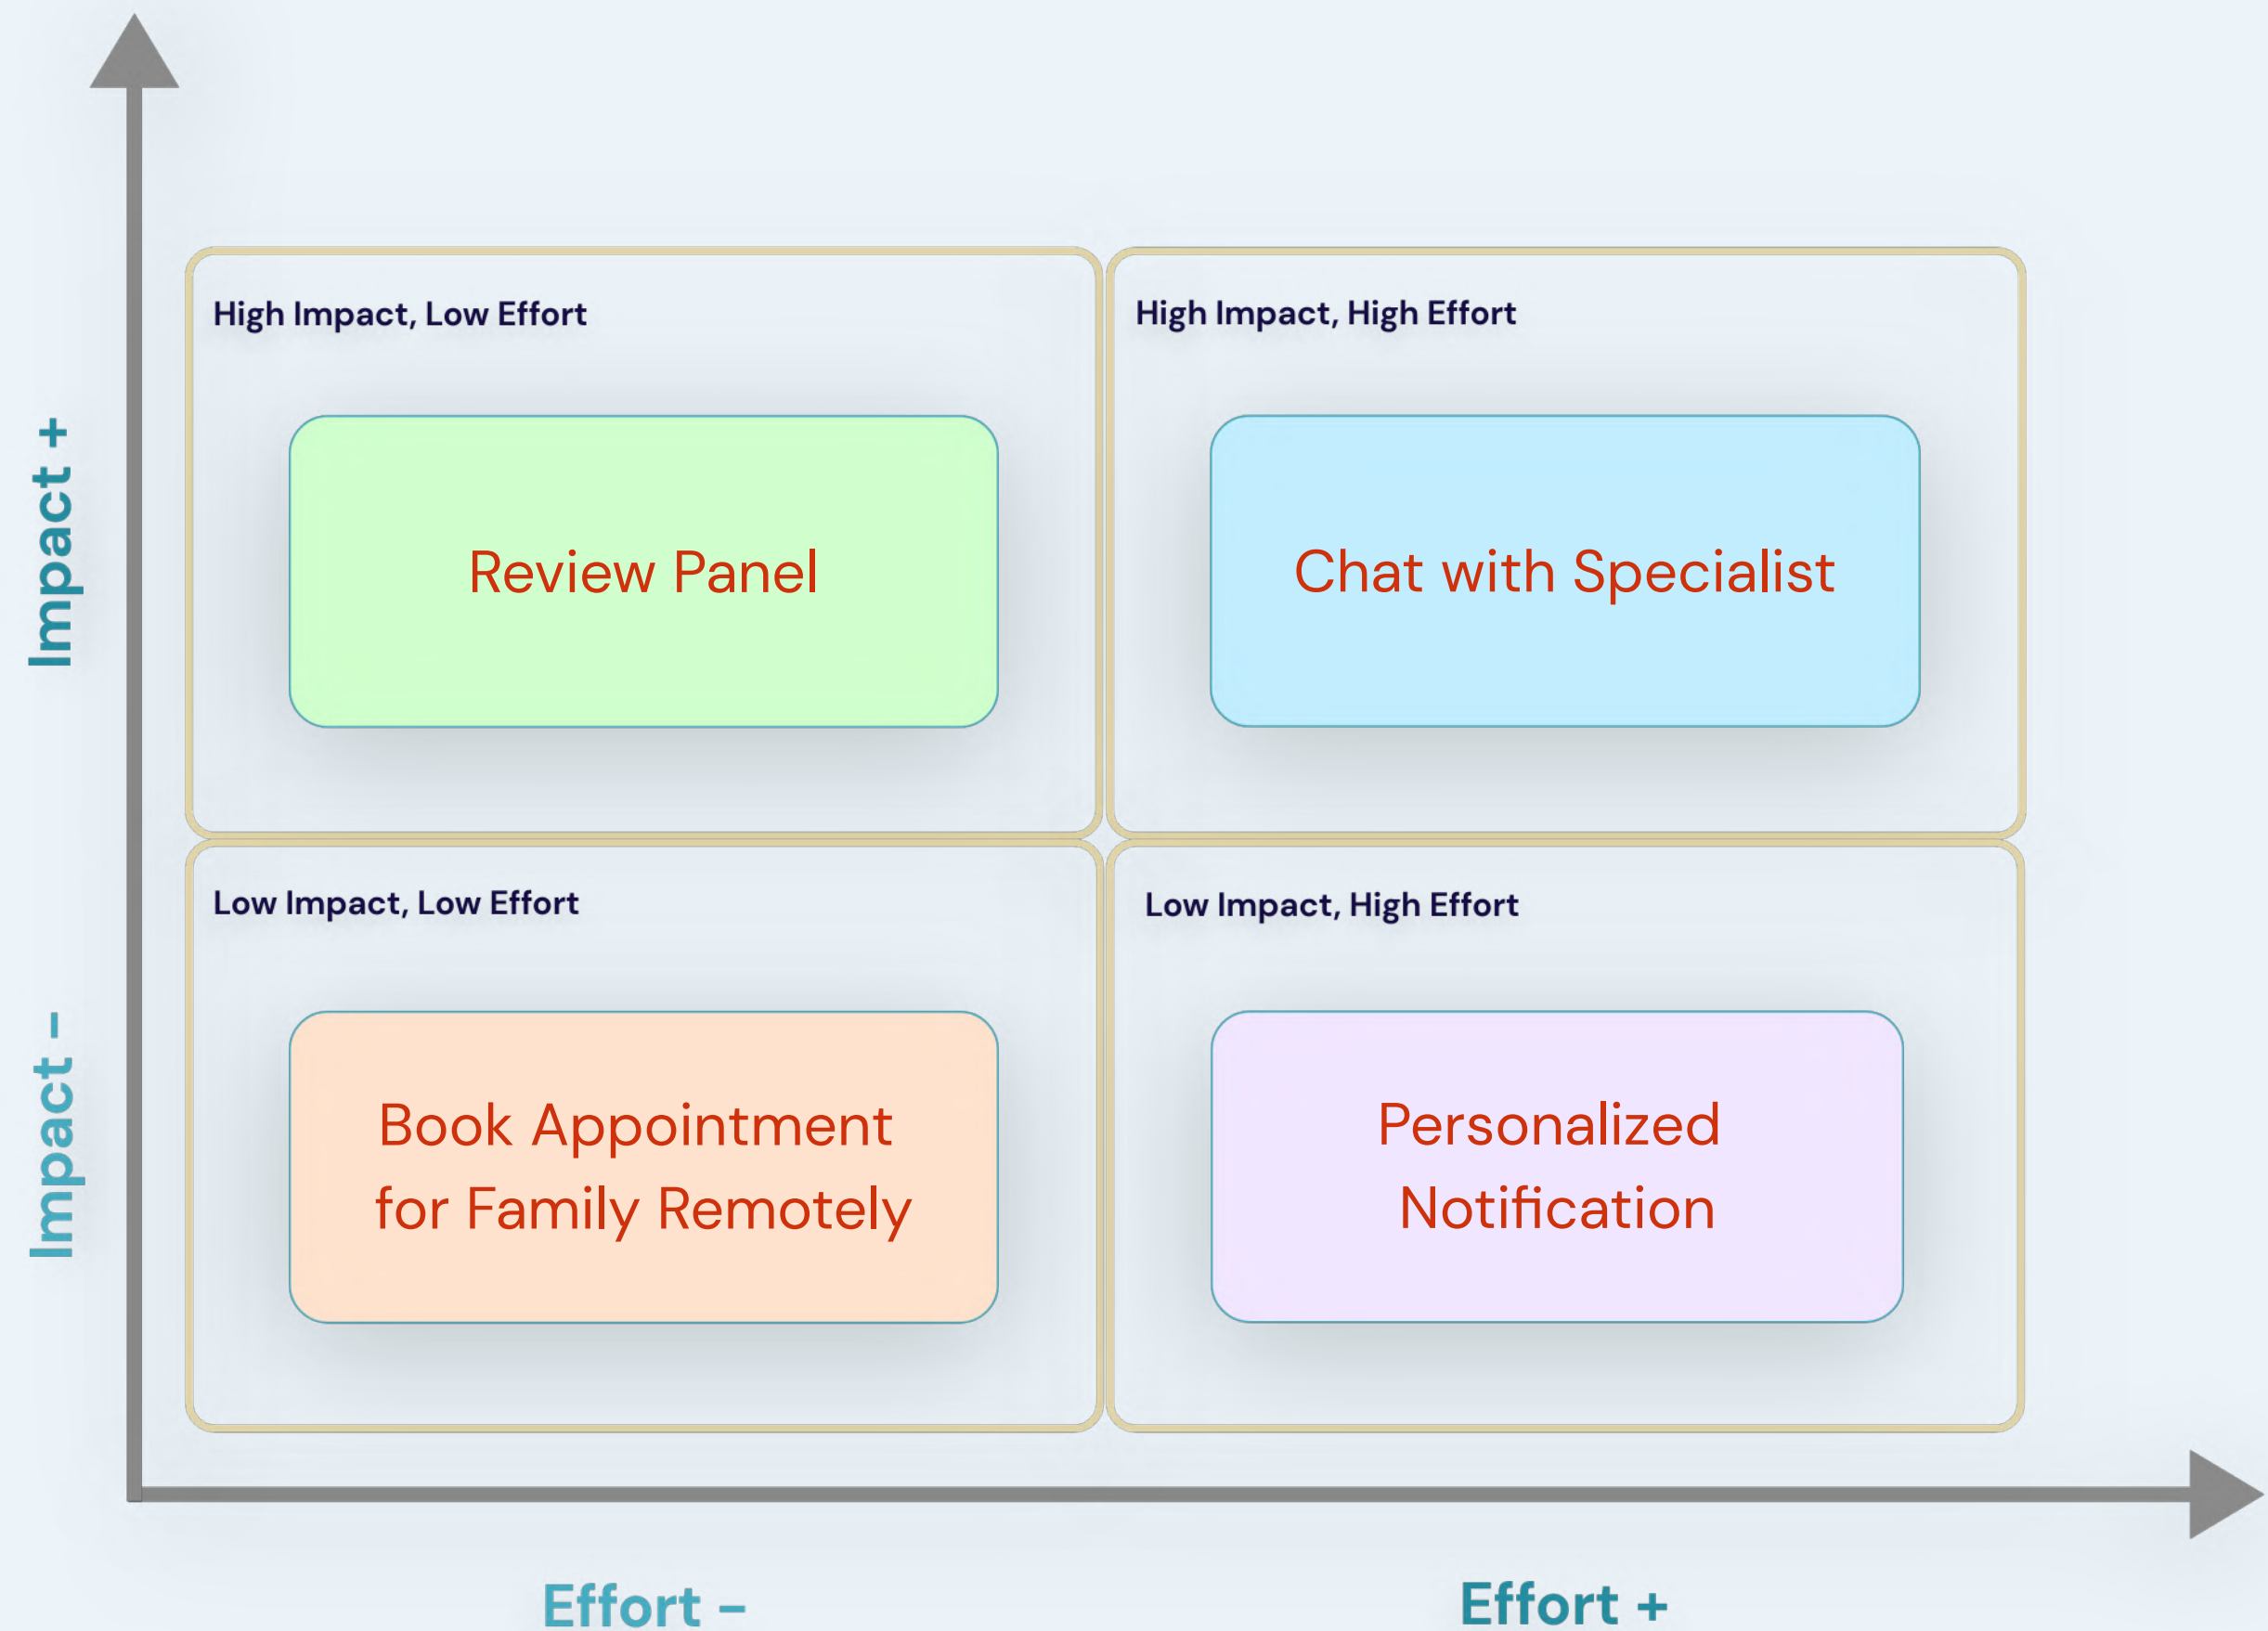 High Impact, Low Effort
High Impact, High Effort
Impact +
Review Panel
Chat with Specialist
Low Impact, Low Effort
Low Impact, High Effort
Impact -
Book Appointment
for Family Remotely
Personalized
Notification
Effort -
Effort +